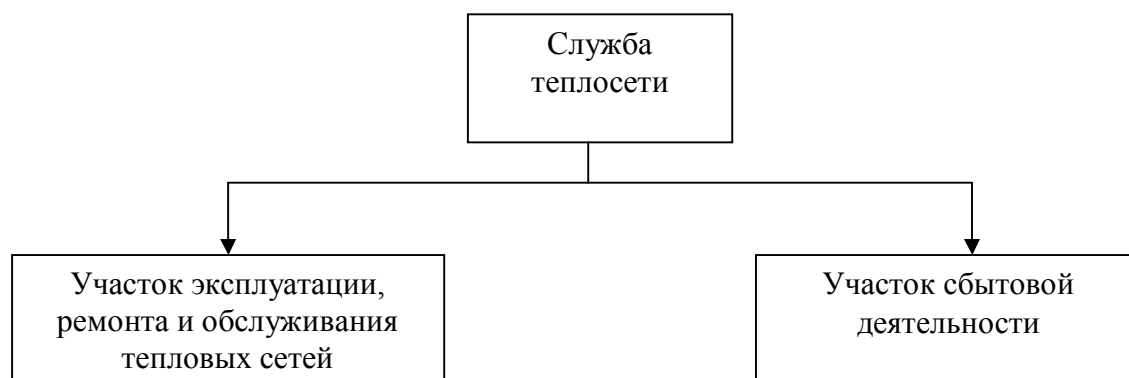 Служба
теплосети
Участок эксплуатации,
ремонта и обслуживания
тепловых сетей
Участок сбытовой
деятельности